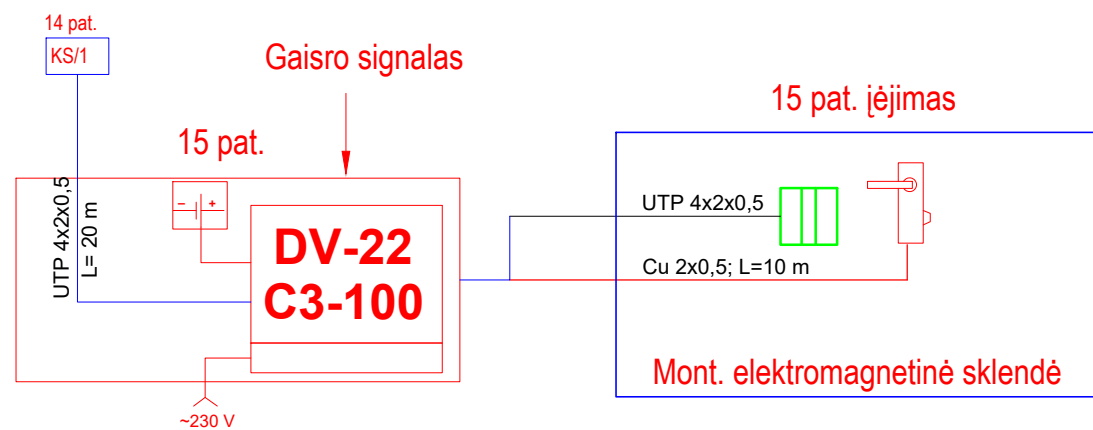 14 pat.
KS/1
Gaisro signalas
15 pat.
UTP 4x2x0,5
L= 20 m
- +
DV-22
C3-100
~230 V
15 pat. įėjimas
UTP 4x2x0,5
Cu 2x0,5; L=10 m
Mont. elektromagnetinė sklendė